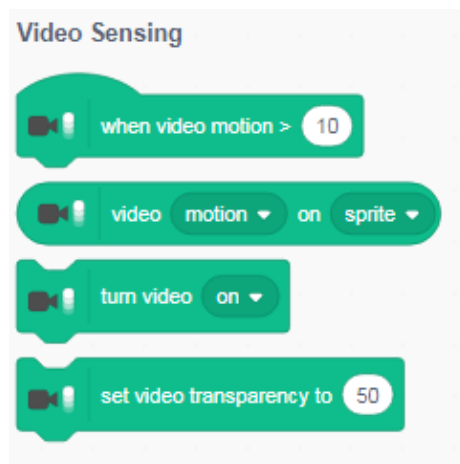 Video Sensing
when video motion > 10
video motion on sprite
turn video on
set video transparency to 50